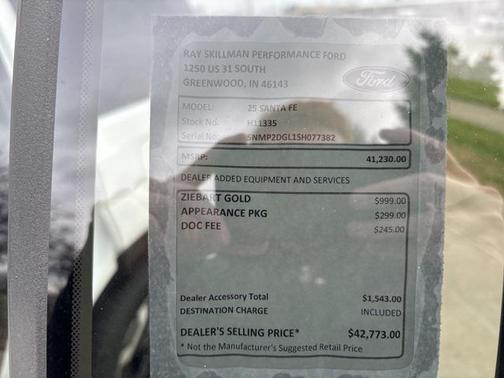 RAY SKILLMAN PERFORMANCE FORD
1250 US 31 SOUTH
GREENWOOD, IN 46143
Ford
MODEL: 25 SANTA FE
Stock No. H11335
Serial No. 5NMP2DGL1SH077382
MSRP: 41,230.00
DEALER ADDED EQUIPMENT AND SERVICES
ZIEBART GOLD $999.00
APPEARANCE PKG $299.00
DOC FEE $245.00
Dealer Accessory Total $1,543.00
DESTINATION CHARGE INCLUDED
DEALER'S SELLING PRICE* $42,773.00
* Not the Manufacturer's Suggested Retail Price